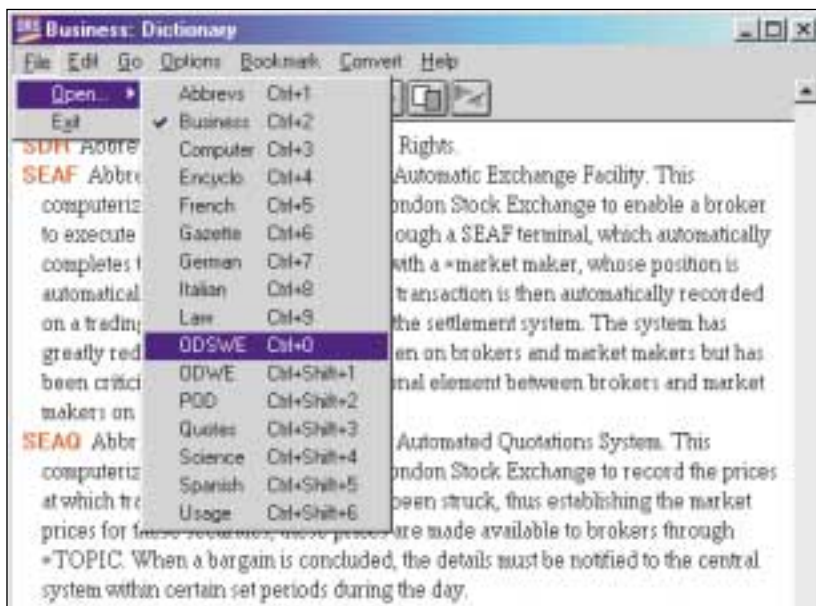 Business: Dictionary
File Edit Go Options Bookmark Convert Help
Open...
Exit
Abbrevs Ctrl+1
Business Ctrl+2
Computer Ctrl+3
Encyclo Ctrl+4
French Ctrl+5
Gazette Ctrl+6
German Ctrl+7
Italian Ctrl+8
Law Ctrl+9
ODSWE Ctrl+0
ODWE Ctrl+Shift+1
POD Ctrl+Shift+2
Quotes Ctrl+Shift+3
Science Ctrl+Shift+4
Spanish Ctrl+Shift+5
Usage Ctrl+Shift+6
SDR Abbre Rights.
SEAF Abbre Automatic Exchange Facility. This
computeriz ondon Stock Exchange to enable a broker
to execute ough a SEAF terminal, which automatically
completes t with a *market maker, whose position is
automatical transaction is then automatically recorded
on a trading the settlement system. The system has
greatly red en on brokers and market makers but has
been critici nal element between brokers and market
makers on
SEAQ Abbr Automated Quotations System. This
computeriz ondon Stock Exchange to record the prices
at which tra been struck, thus establishing the market
prices for these securities, these prices are made available to brokers through
*TOPIC. When a bargain is concluded, the details must be notified to the central
system within certain set periods during the day.